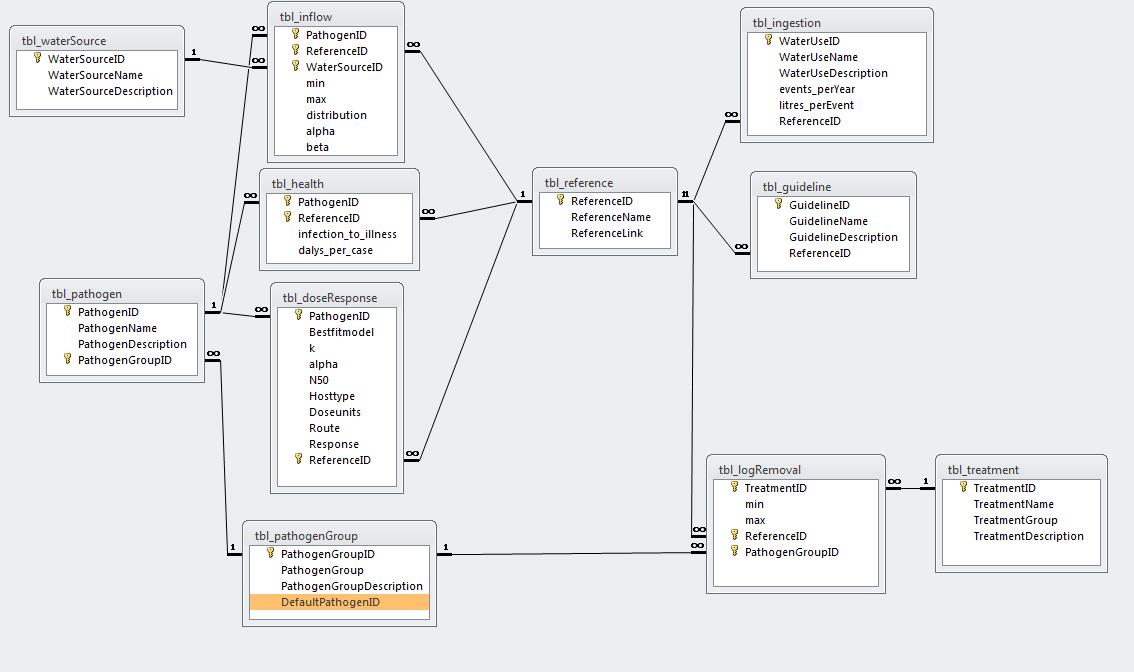 tbl_waterSource
WaterSourceID
WaterSourceName
WaterSourceDescription
1
tbl_inflow
PathogenID
ReferenceID
WaterSourceID
min
max
distribution
alpha
beta
∞
∞
∞
tbl_health
PathogenID
ReferenceID
infection_to_illness
dalys_per_case
∞
∞
tbl_pathogen
PathogenID
PathogenName
PathogenDescription
PathogenGroupID
1
∞
tbl_doseResponse
PathogenID
Bestfitmodel
k
alpha
N50
Hosttype
Doseunits
Route
Response
ReferenceID
∞
∞
tbl_pathogenGroup
PathogenGroupID
PathogenGroup
PathogenGroupDescription
DefaultPathogenID
1
1
tbl_reference
ReferenceID
ReferenceName
ReferenceLink
1
11
tbl_ingestion
WaterUseID
WaterUseName
WaterUseDescription
events_perYear
litres_perEvent
ReferenceID
∞
tbl_guideline
GuidelineID
GuidelineName
GuidelineDescription
ReferenceID
∞
tbl_logRemoval
TreatmentID
min
max
ReferenceID
PathogenGroupID
∞
∞
∞
1
tbl_treatment
TreatmentID
TreatmentName
TreatmentGroup
TreatmentDescription